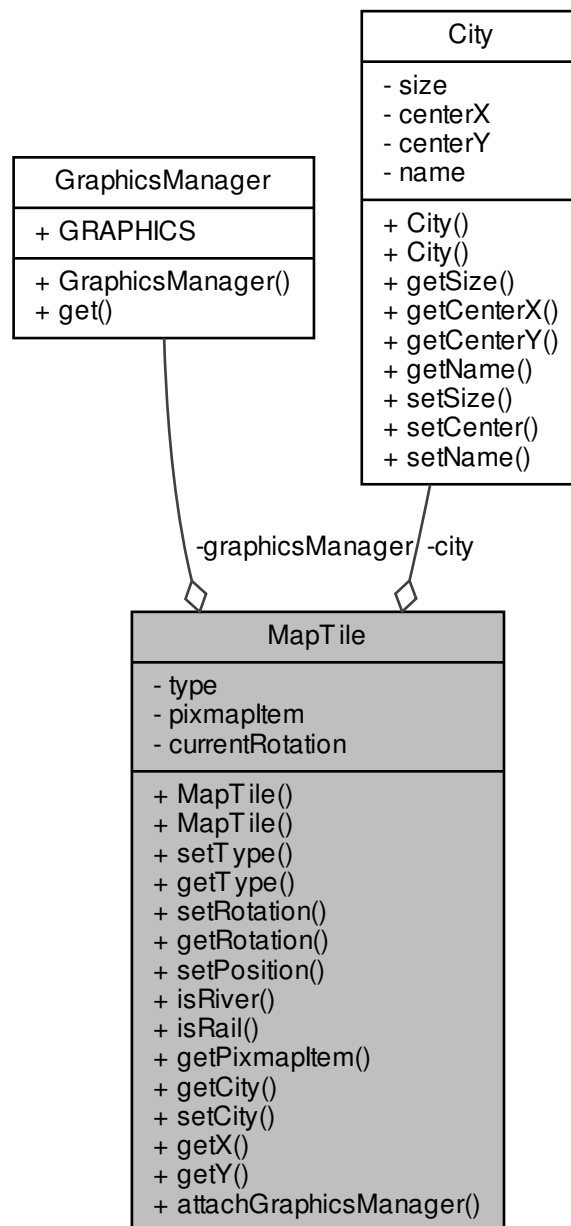 City
- size
- centerX
- centerY
- name
+ City()
+ City()
+ getSize()
+ getCenterX()
+ getCenterY()
+ getName()
+ setSize()
+ setCenter()
+ setName()
GraphicsManager
+ GRAPHICS
+ GraphicsManager()
+ get()
-graphicsManager
-city
MapTile
- type
- pixmapItem
- currentRotation
+ MapTile()
+ MapTile()
+ setType()
+ getType()
+ setRotation()
+ getRotation()
+ setPosition()
+ isRiver()
+ isRail()
+ getPixmapItem()
+ getCity()
+ setCity()
+ getX()
+ getY()
+ attachGraphicsManager()